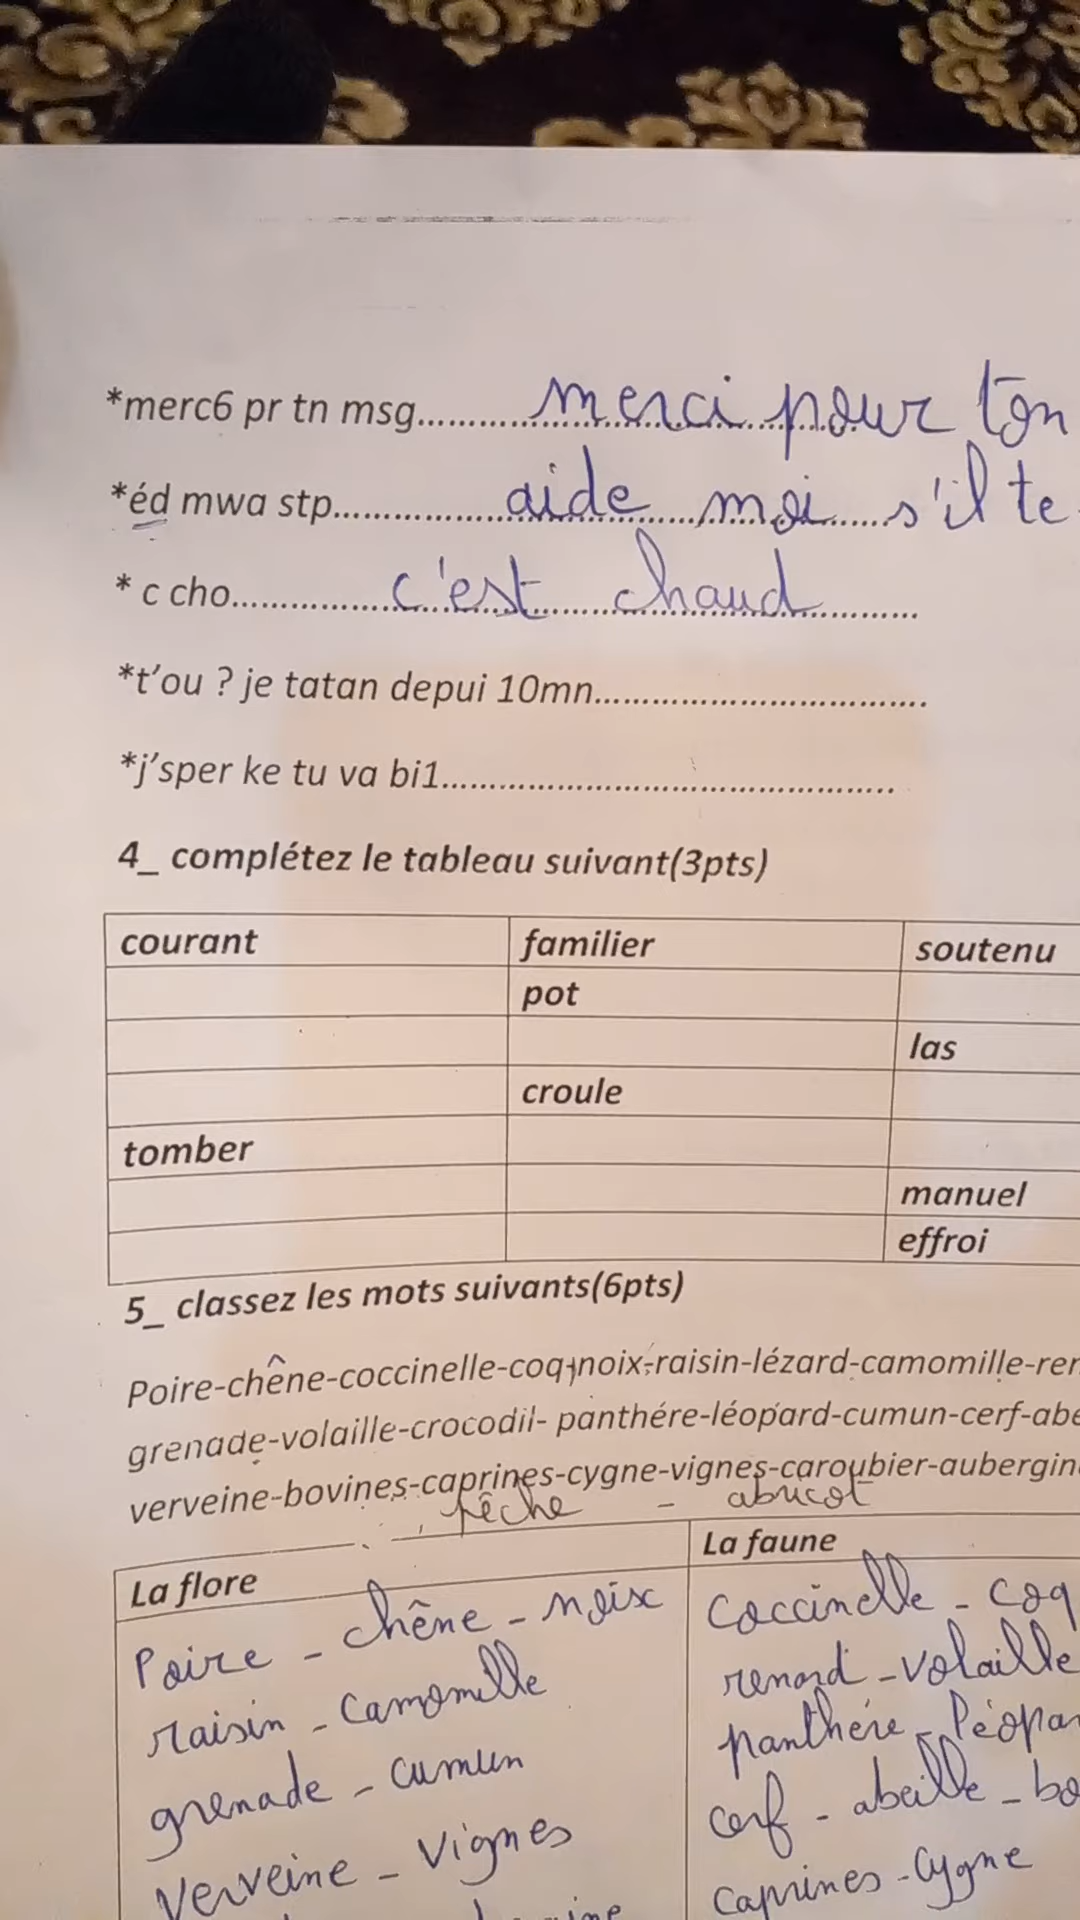 *merc6 pr tn msg.......... merci pour ton
*éd mwa stp.......... aide moi s'il te
* c cho.......... c'est chaud ..........
*t'ou ? je tatan depui 10mn..........
*j'sper ke tu va bi1..........
4_ complétez le tableau suivant(3pts)
courant familier soutenu
pot
las
croule
tomber
manuel
effroi
5_ classez les mots suivants(6pts)
Poire-chêne-coccinelle-coq-noix-raisin-lézard-camomille-ren
grenade-volaille-crocodil- panthére-léopard-cumun-cerf-abe
verveine-bovines-caprines-cygne-vignes-caroubier-aubergin
pêche - abricot
La flore La faune
Poire - chêne - noix coccinelle - coq
raisin - camomille renard - volaille
grenade - cumun panthére - léopar
verveine - vignes cerf - abeille - bo
caprines - cygne